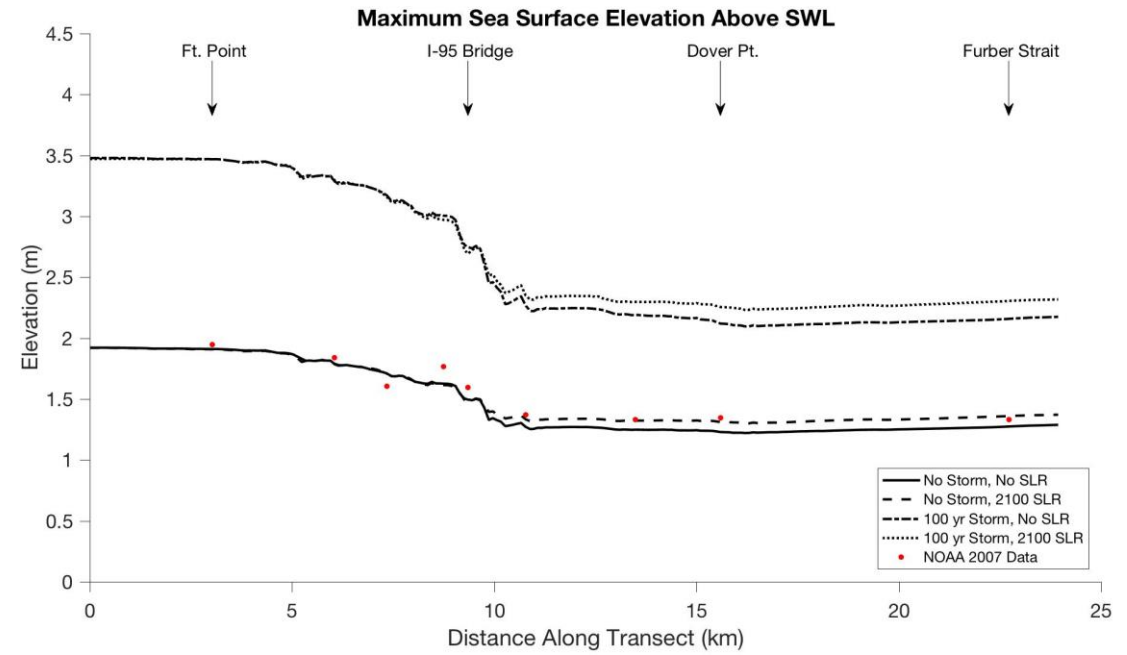 Maximum Sea Surface Elevation Above SWL
Ft. Point
I-95 Bridge
Dover Pt.
Furber Strait
4.5
4
3.5
3
2.5
2
1.5
1
0.5
0
Elevation (m)
No Storm, No SLR
No Storm, 2100 SLR
100 yr Storm, No SLR
100 yr Storm, 2100 SLR
NOAA 2007 Data
0 5 10 15 20 25
Distance Along Transect (km)